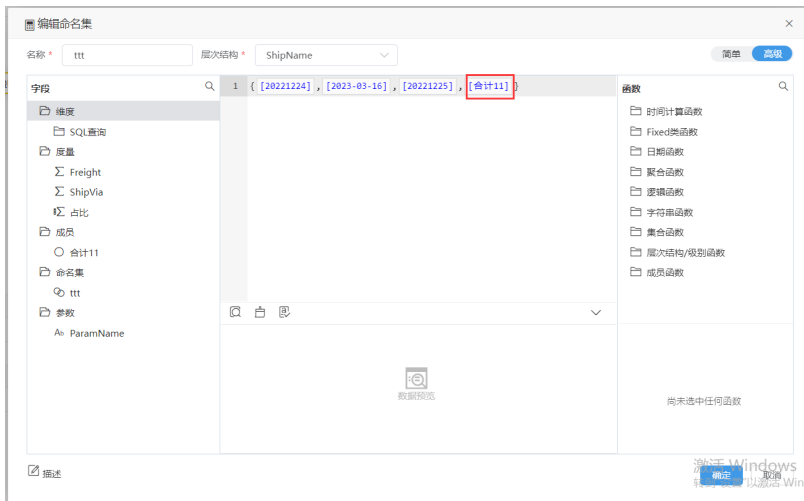 编辑命名集
名称 * ttt 层次结构 * ShipName 简单 高级
字段
维度
SQL查询
度量
Freight
ShipVia
占比
成员
合计11
命名集
ttt
参数
ParamName
1 { [20221224] , [2023-03-16] , [20221225] , [合计11] }
数据预览
函数
时间计算函数
Fixed类函数
日期函数
聚合函数
逻辑函数
字符串函数
集合函数
层次结构/级别函数
成员函数
尚未选中任何函数
描述
确定 取消
激活 Windows